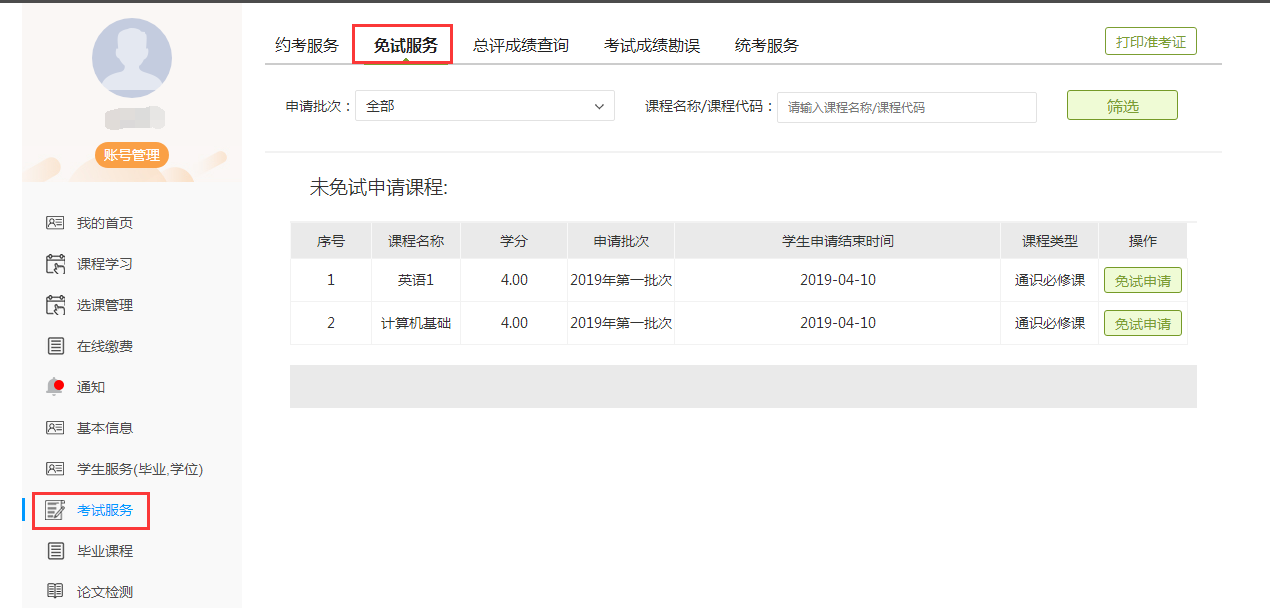 账号管理
我的首页
课程学习
选课管理
在线缴费
通知
基本信息
学生服务(毕业,学位)
考试服务
毕业课程
论文检测
约考服务 免试服务 总评成绩查询 考试成绩勘误 统考服务 打印准考证
申请批次： 全部 课程名称/课程代码： 请输入课程名称/课程代码 筛选
未免试申请课程:
序号 课程名称 学分 申请批次 学生申请结束时间 课程类型 操作
1 英语1 4.00 2019年第一批次 2019-04-10 通识必修课 免试申请
2 计算机基础 4.00 2019年第一批次 2019-04-10 通识必修课 免试申请